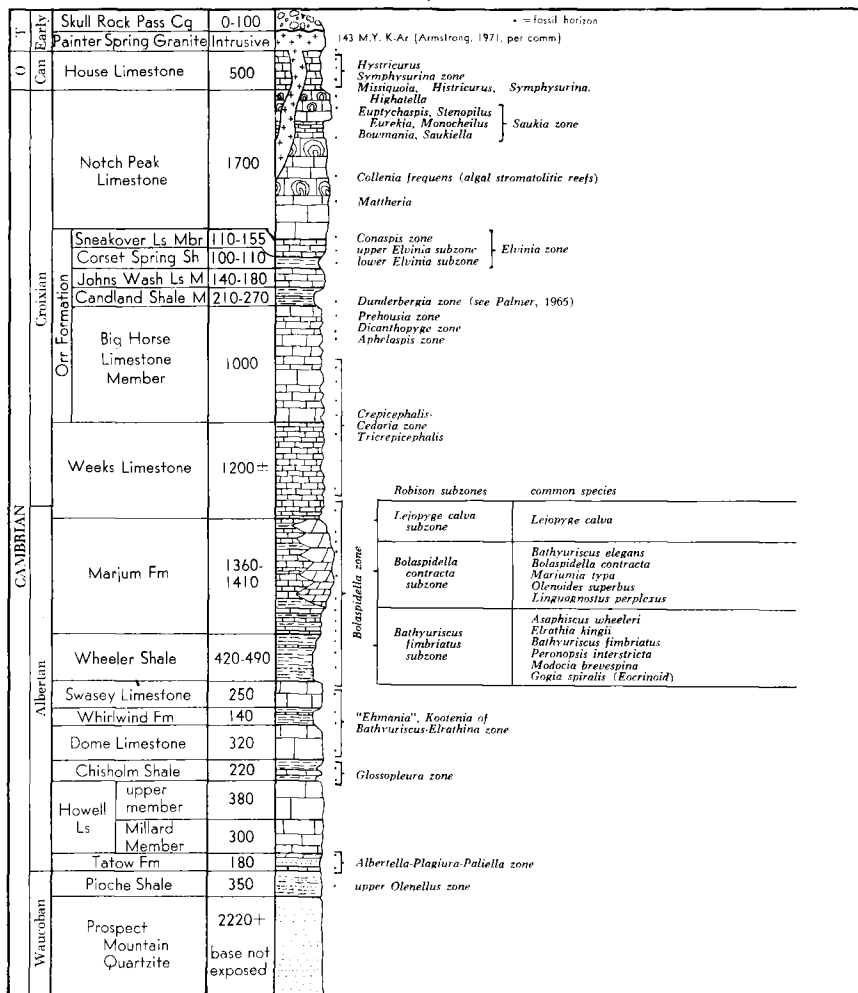 • = fossil horizon
T
Early
Skull Rock Pass Cg 0-100
Painter Spring Granite Intrusive
143 M.Y. K-Ar (Armstrong, 1971, per comm)
O
Can
House Limestone 500
Hystricurus
Symphysurina zone
Missiquoia, Histricurus, Symphysurina,
Highatella
Euptychaspis, Stenopilus
Eurekia, Monocheilus
Bowmania, Saukiella
Saukia zone
CAMBRIAN
Croixian
Notch Peak
Limestone
1700
Collenia frequens (algal stromatolitic reefs)
Mattheria
Orr Formation
Sneakover Ls Mbr 110-155
Corset Spring Sh 100-110
Johns Wash Ls M 140-180
Candland Shale M 210-270
Conaspis zone
upper Elvinia subzone
lower Elvinia subzone
Elvinia zone
Dunderbergia zone (see Palmer, 1965)
Prehousia zone
Dicanthopyge zone
Aphelaspis zone
Big Horse
Limestone
Member
1000
Crepicephalis-
Cedaria zone
Tricrepicephalis
Weeks Limestone 1200±
Robison subzones common species
Bolaspidella zone
Lejopyge calva
subzone
Lejopyge calva
Albertan
Marjum Fm
1360-
1410
Bolaspidella
contracta
subzone
Bathyuriscus elegans
Bolaspidella contracta
Marjumia typa
Olenoides superbus
Linguagnostus perplexus
Wheeler Shale 420-490
Bathyuriscus
fimbriatus
subzone
Asaphiscus wheeleri
Elrathia kingii
Bathyuriscus fimbriatus
Peronopsis interstricta
Modocia brevespina
Gogia spiralis (Eocrinoid)
Swasey Limestone 250
Whirlwind Fm 140
Dome Limestone 320
"Ehmania", Kootenia of
Bathyuriscus-Elrathina zone
Chisholm Shale 220
Glossopleura zone
Howell
Ls
upper
member
380
Millard
Member
300
Tatow Fm 180
Albertella-Plagiura-Paliella zone
Waucoban
Pioche Shale 350
upper Olenellus zone
Prospect
Mountain
Quartzite
2220+
base not
exposed